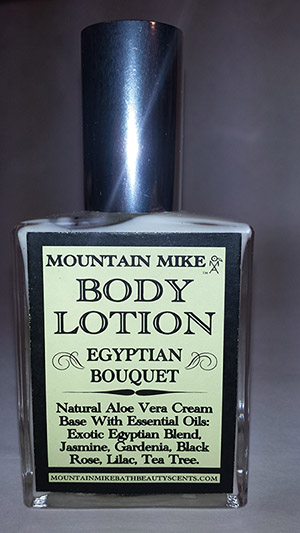 MOUNTAIN MIKE
BODY
LOTION
EGYPTIAN
BOUQUET
Natural Aloe Vera Cream
Base With Essential Oils:
Exotic Egyptian Blend,
Jasmine, Gardenia, Black
Rose, Lilac, Tea Tree.
MOUNTAINMIKEBATHBEAUTYSCENTS.COM